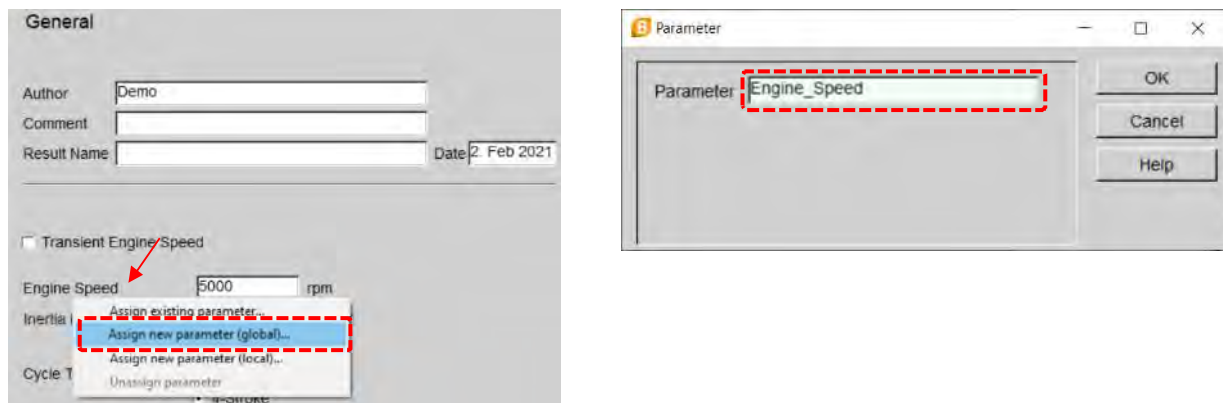 General
Author Demo
Comment
Result Name Date 2. Feb 2021
Transient Engine Speed
Engine Speed 5000 rpm
Inertia
Assign existing parameter...
Assign new parameter (global)...
Assign new parameter (local)...
Cycle T
Unassign parameter
4-Stroke
Parameter
Parameter Engine_Speed
OK
Cancel
Help